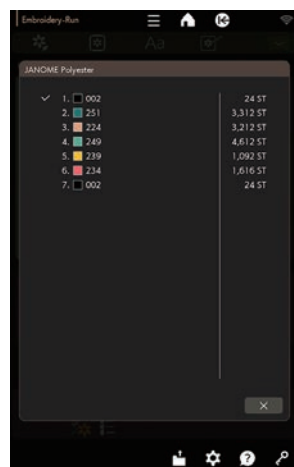 Embroidery-Run
Aa
JANOME Polyester
1. 002 24 ST
2. 251 3,312 ST
3. 224 3,212 ST
4. 249 4,612 ST
5. 239 1,092 ST
6. 234 1,616 ST
7. 002 24 ST